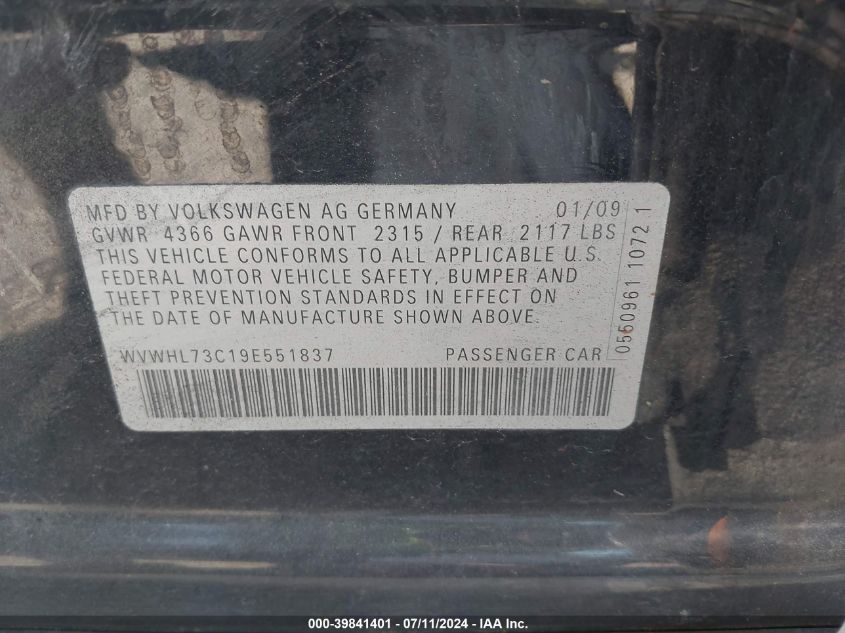 MFD BY VOLKSWAGEN AG GERMANY 01/09
GVWR 4366 GAWR FRONT 2315 / REAR 2117 LBS
THIS VEHICLE CONFORMS TO ALL APPLICABLE U.S.
FEDERAL MOTOR VEHICLE SAFETY, BUMPER AND
THEFT PREVENTION STANDARDS IN EFFECT ON
THE DATE OF MANUFACTURE SHOWN ABOVE.
WVWHL73C19E551837 PASSENGER CAR
0550961 1072 1
000-39841401 - 07/11/2024 - IAA Inc.